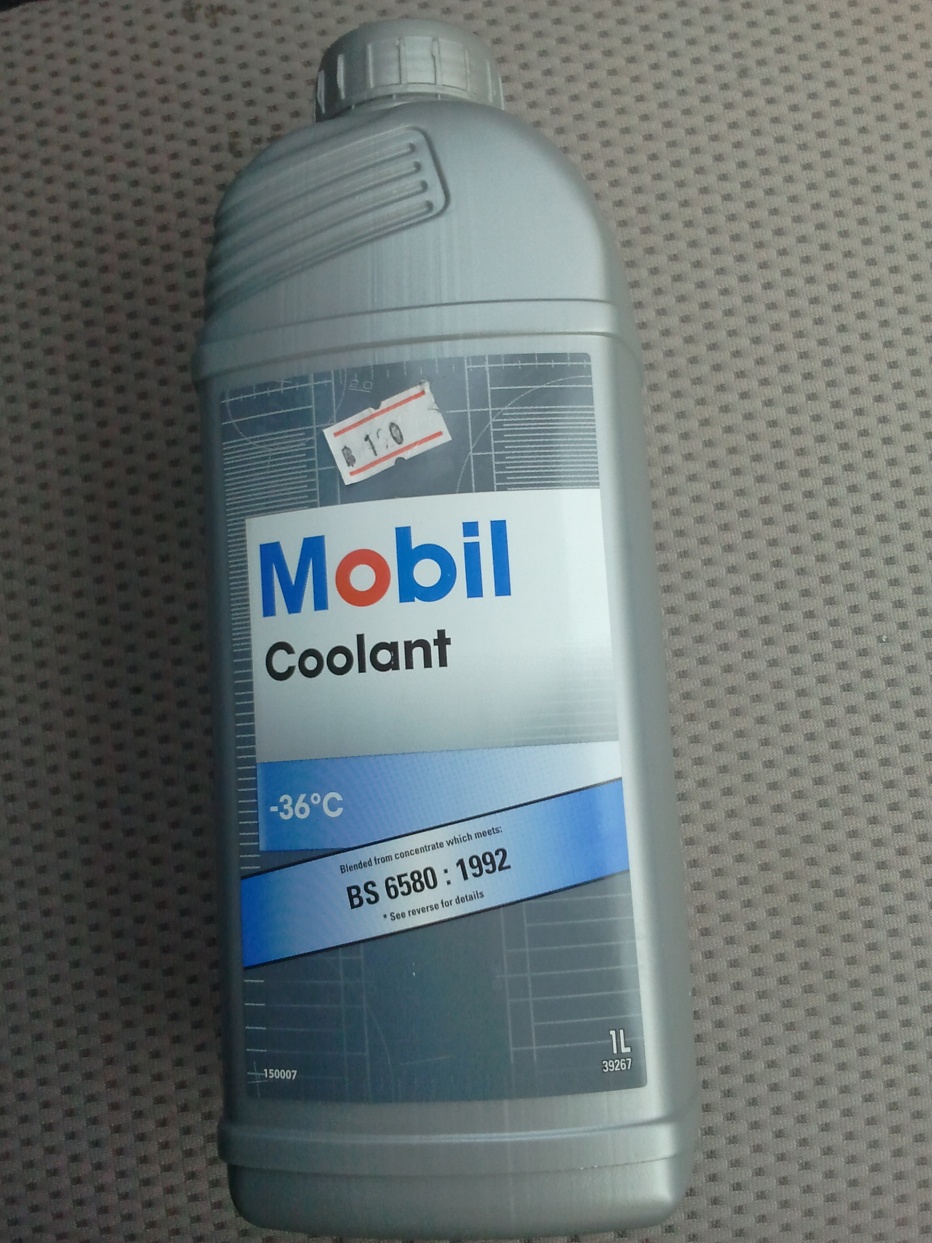 Mobil
Coolant
-36°C
Blended from concentrate which meets:
BS 6580 : 1992
* See reverse for details
1L
39267
150007